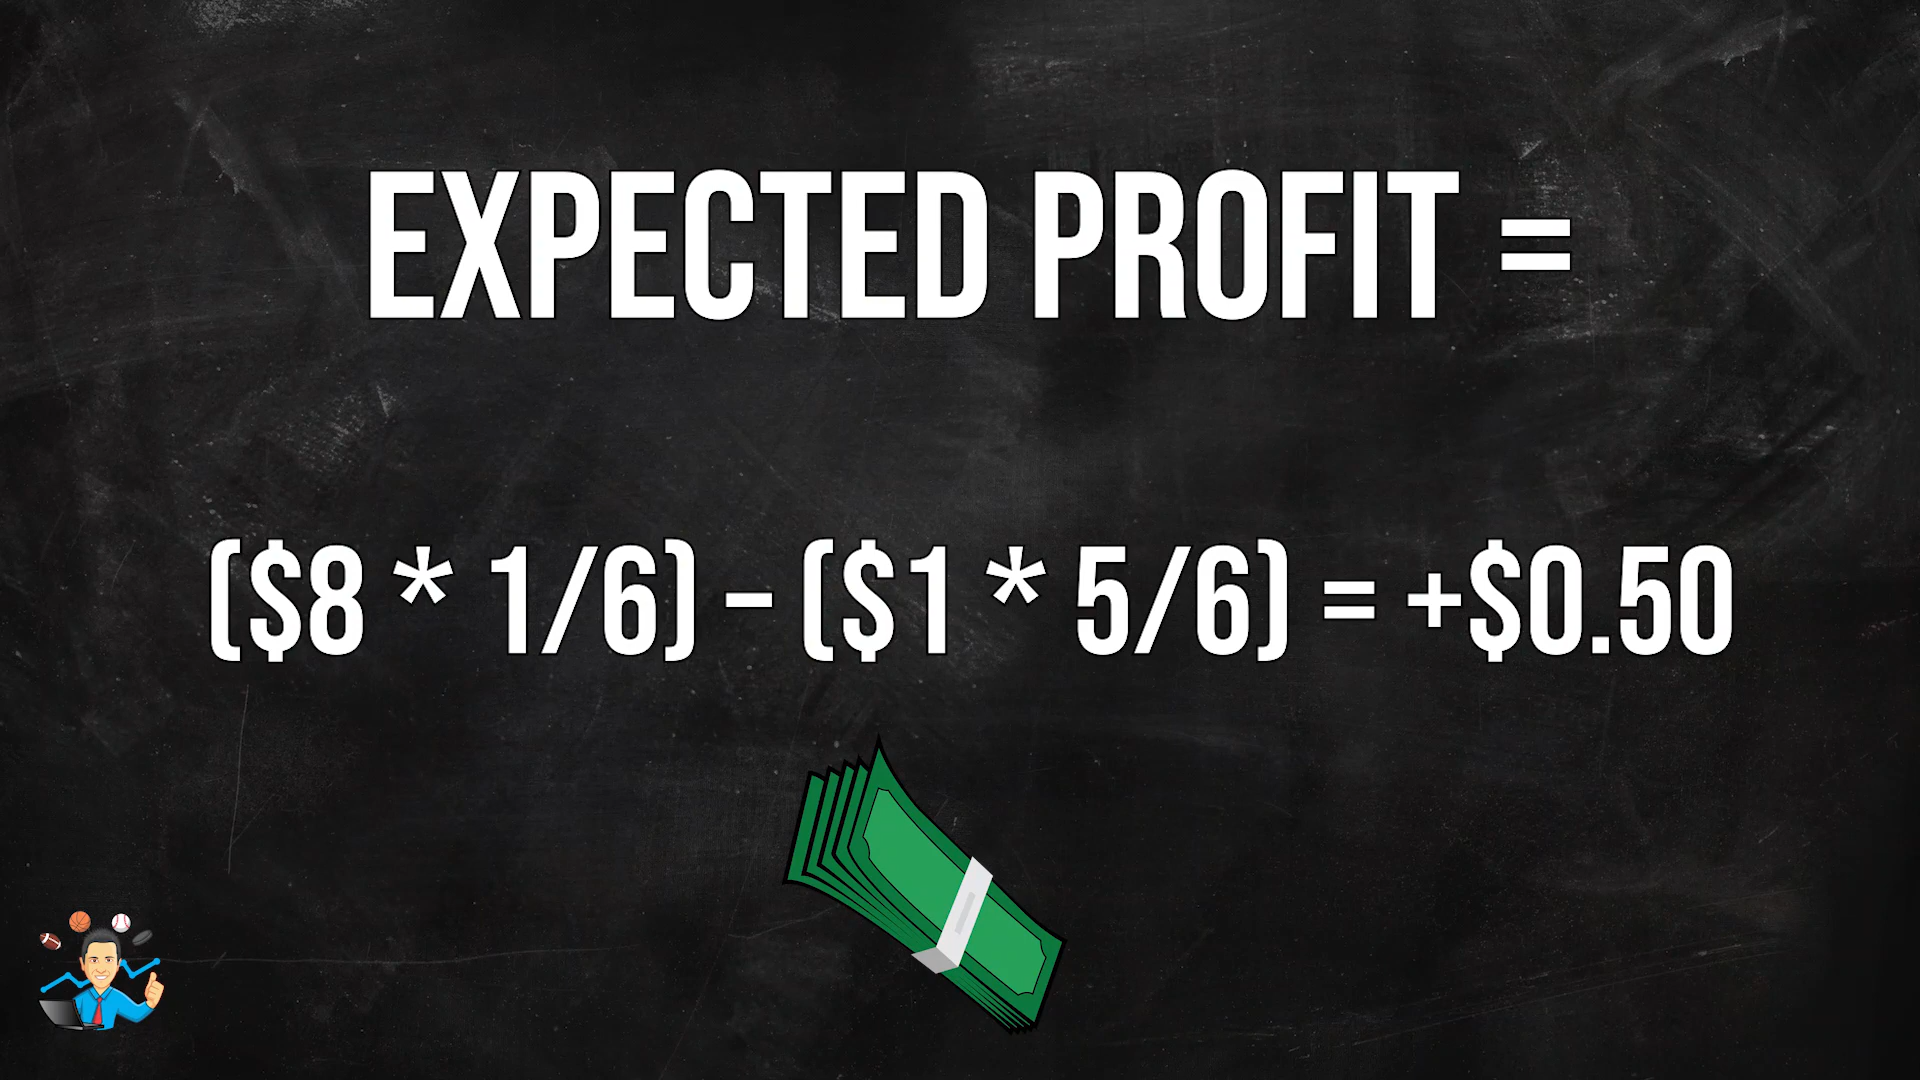 EXPECTED PROFIT =
($8 * 1/6) – ($1 * 5/6) = +$0.50